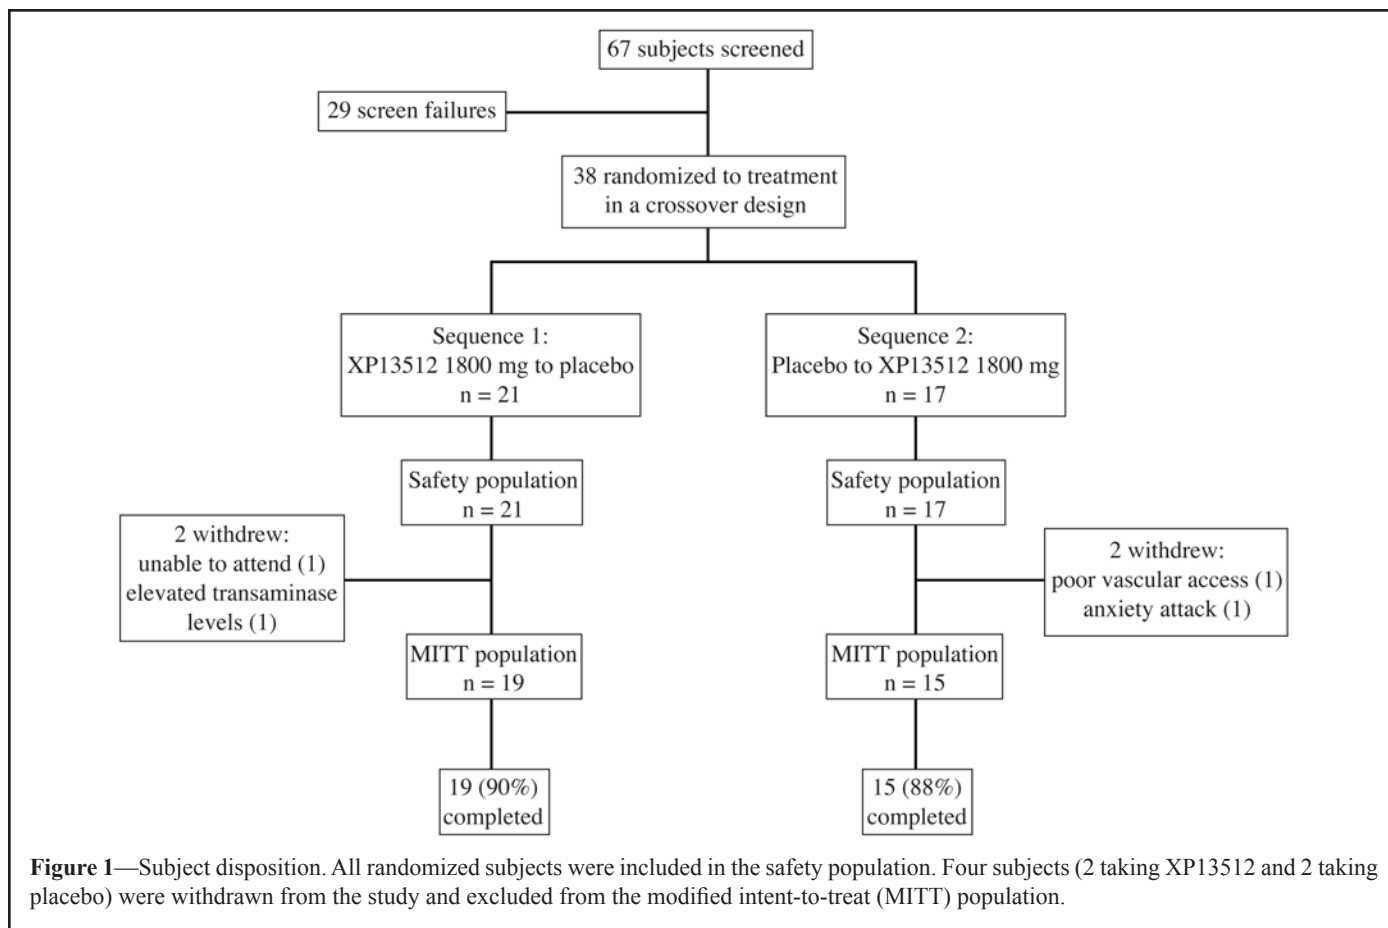 67 subjects screened
29 screen failures
38 randomized to treatment
in a crossover design
Sequence 1:
XP13512 1800 mg to placebo
n = 21
Sequence 2:
Placebo to XP13512 1800 mg
n = 17
Safety population
n = 21
Safety population
n = 17
2 withdrew:
unable to attend (1)
elevated transaminase
levels (1)
2 withdrew:
poor vascular access (1)
anxiety attack (1)
MITT population
n = 19
MITT population
n = 15
19 (90%)
completed
15 (88%)
completed
Figure 1—Subject disposition. All randomized subjects were included in the safety population. Four subjects (2 taking XP13512 and 2 taking
placebo) were withdrawn from the study and excluded from the modified intent-to-treat (MITT) population.